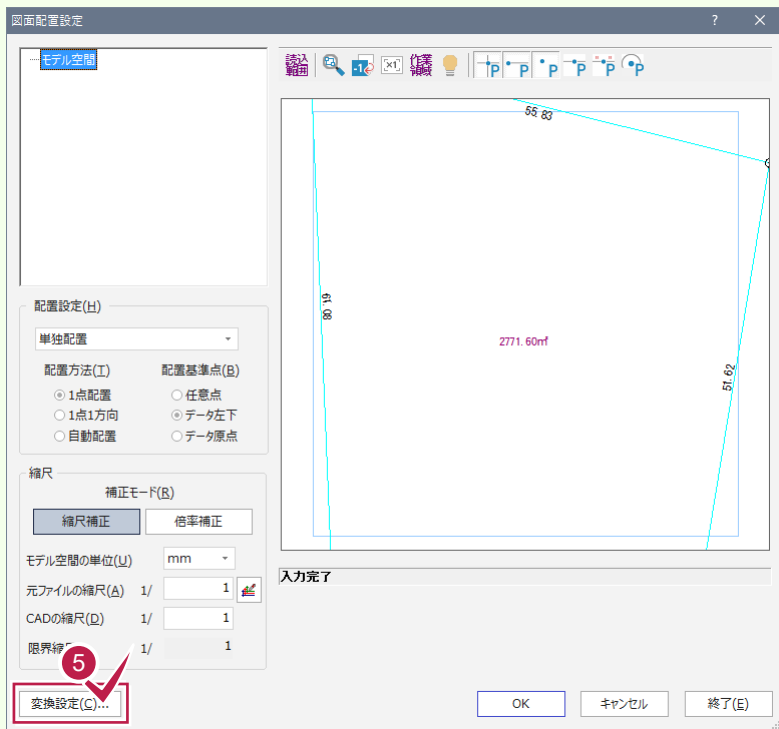 図面配置設定
? ×
モデル空間
読込範囲 -1 ×1 作業領域 P P P P P P
55.83
80.19
2771.60㎡
51.62
配置設定(H)
単独配置
配置方法(T) 配置基準点(B)
1点配置 任意点
1点1方向 データ左下
自動配置 データ原点
縮尺
補正モード(R)
縮尺補正 倍率補正
モデル空間の単位(U) mm
元ファイルの縮尺(A) 1/ 1
CADの縮尺(D) 1/ 1
限界縮 1/ 1
入力完了
5
変換設定(C)...
OK キャンセル 終了(E)